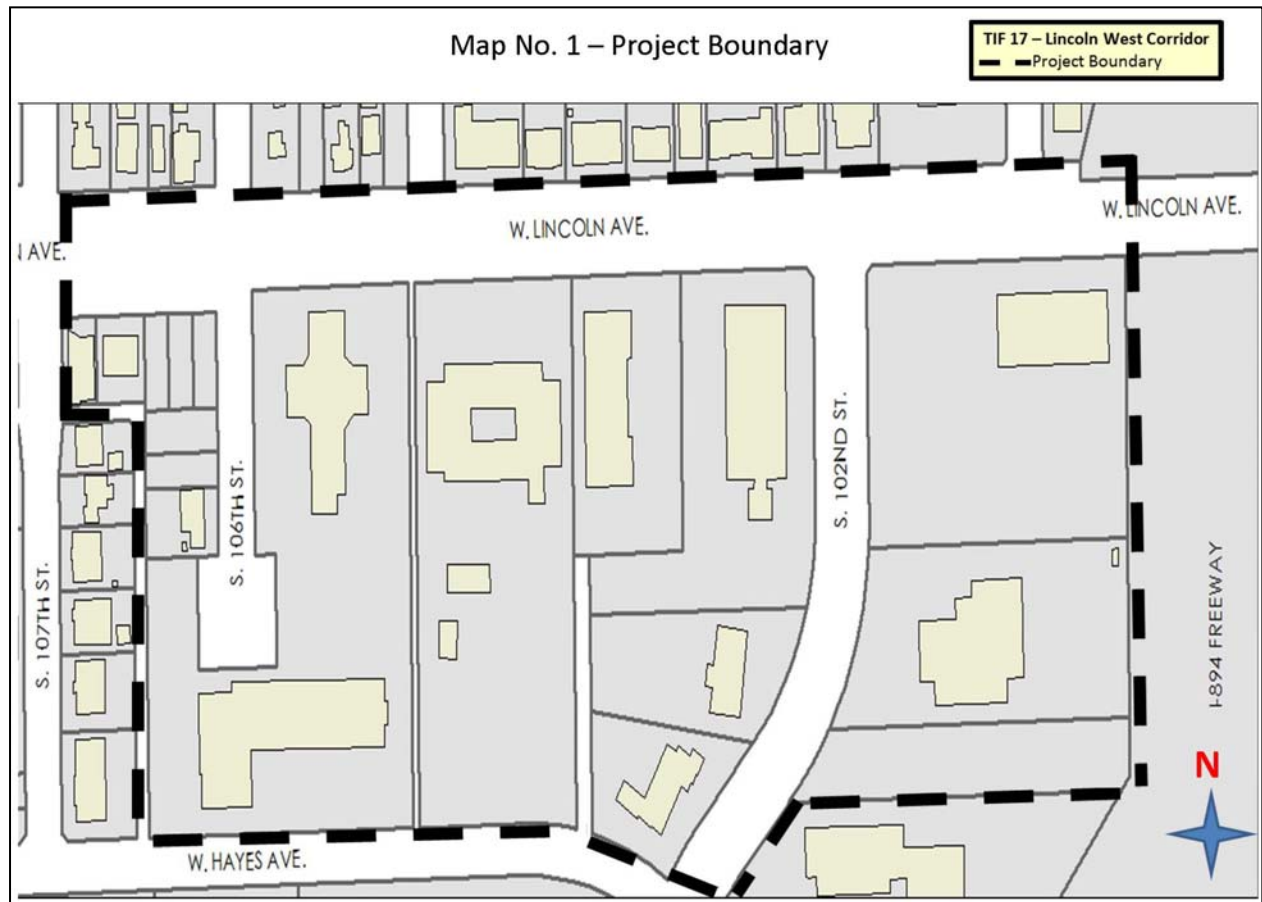 Map No. 1 – Project Boundary
TIF 17 – Lincoln West Corridor
Project Boundary
W. LINCOLN AVE.
W. LINCOLN AVE.
N AVE.
S. 102ND ST.
S. 106TH ST.
S. 107TH ST.
I-894 FREEWAY
N
W. HAYES AVE.